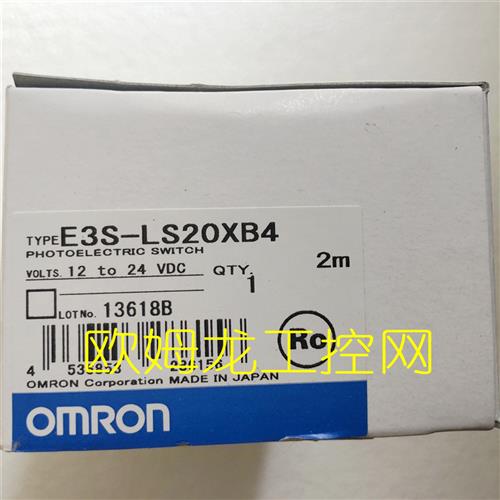 TYPE E3S-LS20XB4
PHOTOELECTRIC SWITCH
VOLTS. 12 to 24 VDC QTY. 1 2m
LOT No. 13618B
Rc
欧姆龙工控网
4
OMRON Corporation MADE IN JAPAN
OMRON